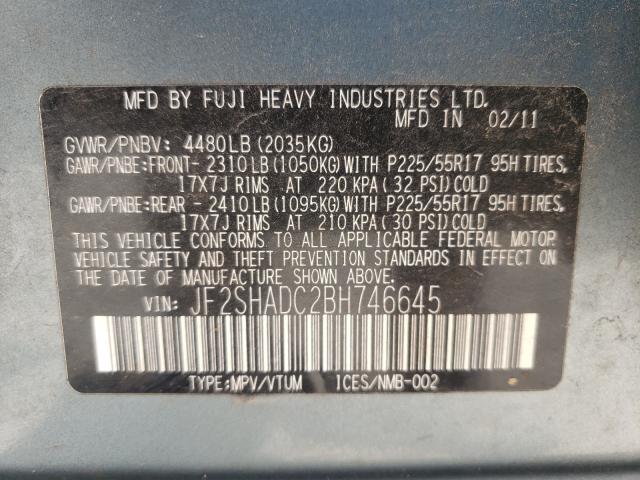 MFD BY FUJI HEAVY INDUSTRIES LTD.
MFD IN 02/11
GVWR/PNBV: 4480LB (2035KG)
GAWR/PNBE:FRONT- 2310LB (1050KG) WITH P225/55R17 95H TIRES,
17X7J RIMS AT 220 KPA (32 PSI) COLD
GAWR/PNBE:REAR - 2410LB (1095KG) WITH P225/55R17 95H TIRES,
17X7J RIMS AT 210 KPA (30 PSI) COLD
THIS VEHICLE CONFORMS TO ALL APPLICABLE FEDERAL MOTOR
VEHICLE SAFETY AND THEFT PREVENTION STANDARDS IN EFFECT ON
THE DATE OF MANUFACTURE SHOWN ABOVE.
VIN: JF2SHADC2BH746645
TYPE:MPV/VTUM ICES/NMB-002